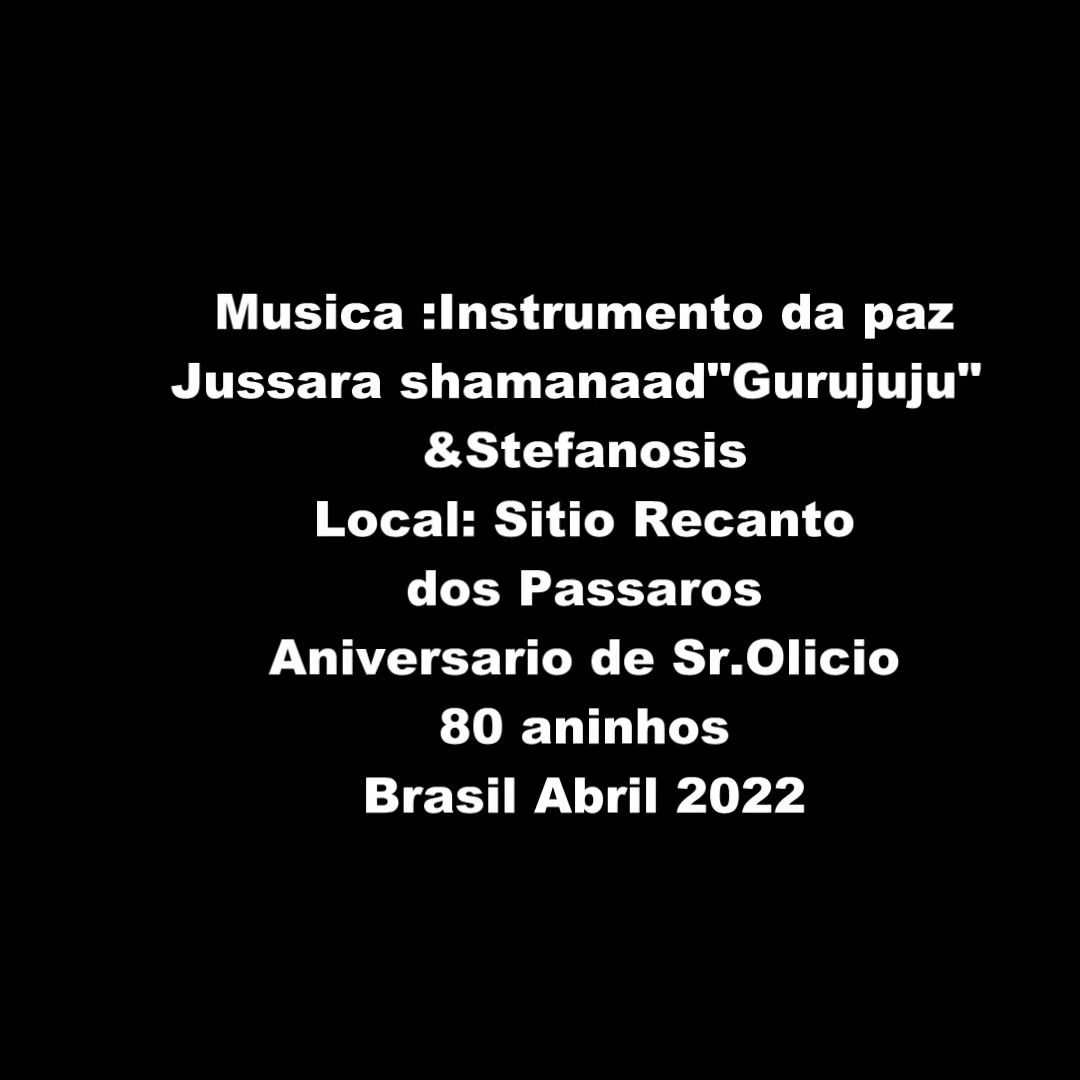 Musica :Instrumento da paz
Jussara shamanaad"Gurujuju"
&Stefanosis
Local: Sitio Recanto
dos Passaros
Aniversario de Sr.Olicio
80 aninhos
Brasil Abril 2022